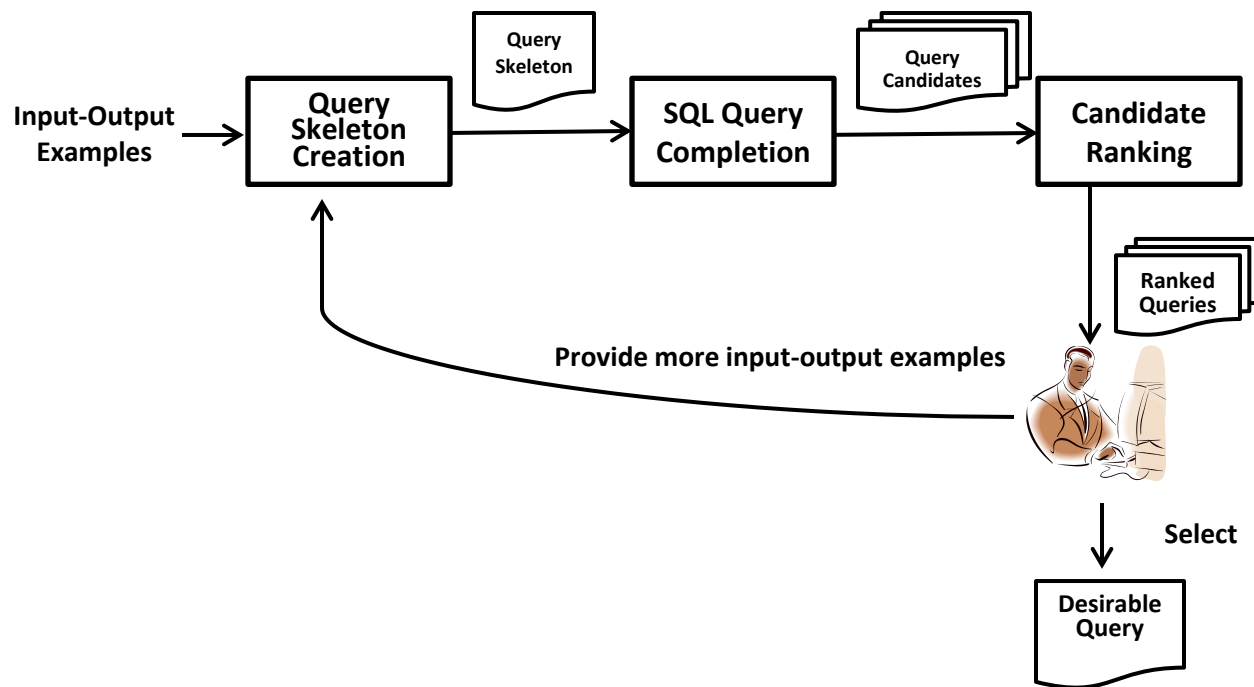 Query
Skeleton
Query
Candidates
Input-Output
Examples
Query
Skeleton
Creation
SQL Query
Completion
Candidate
Ranking
Ranked
Queries
Provide more input-output examples
Select
Desirable
Query